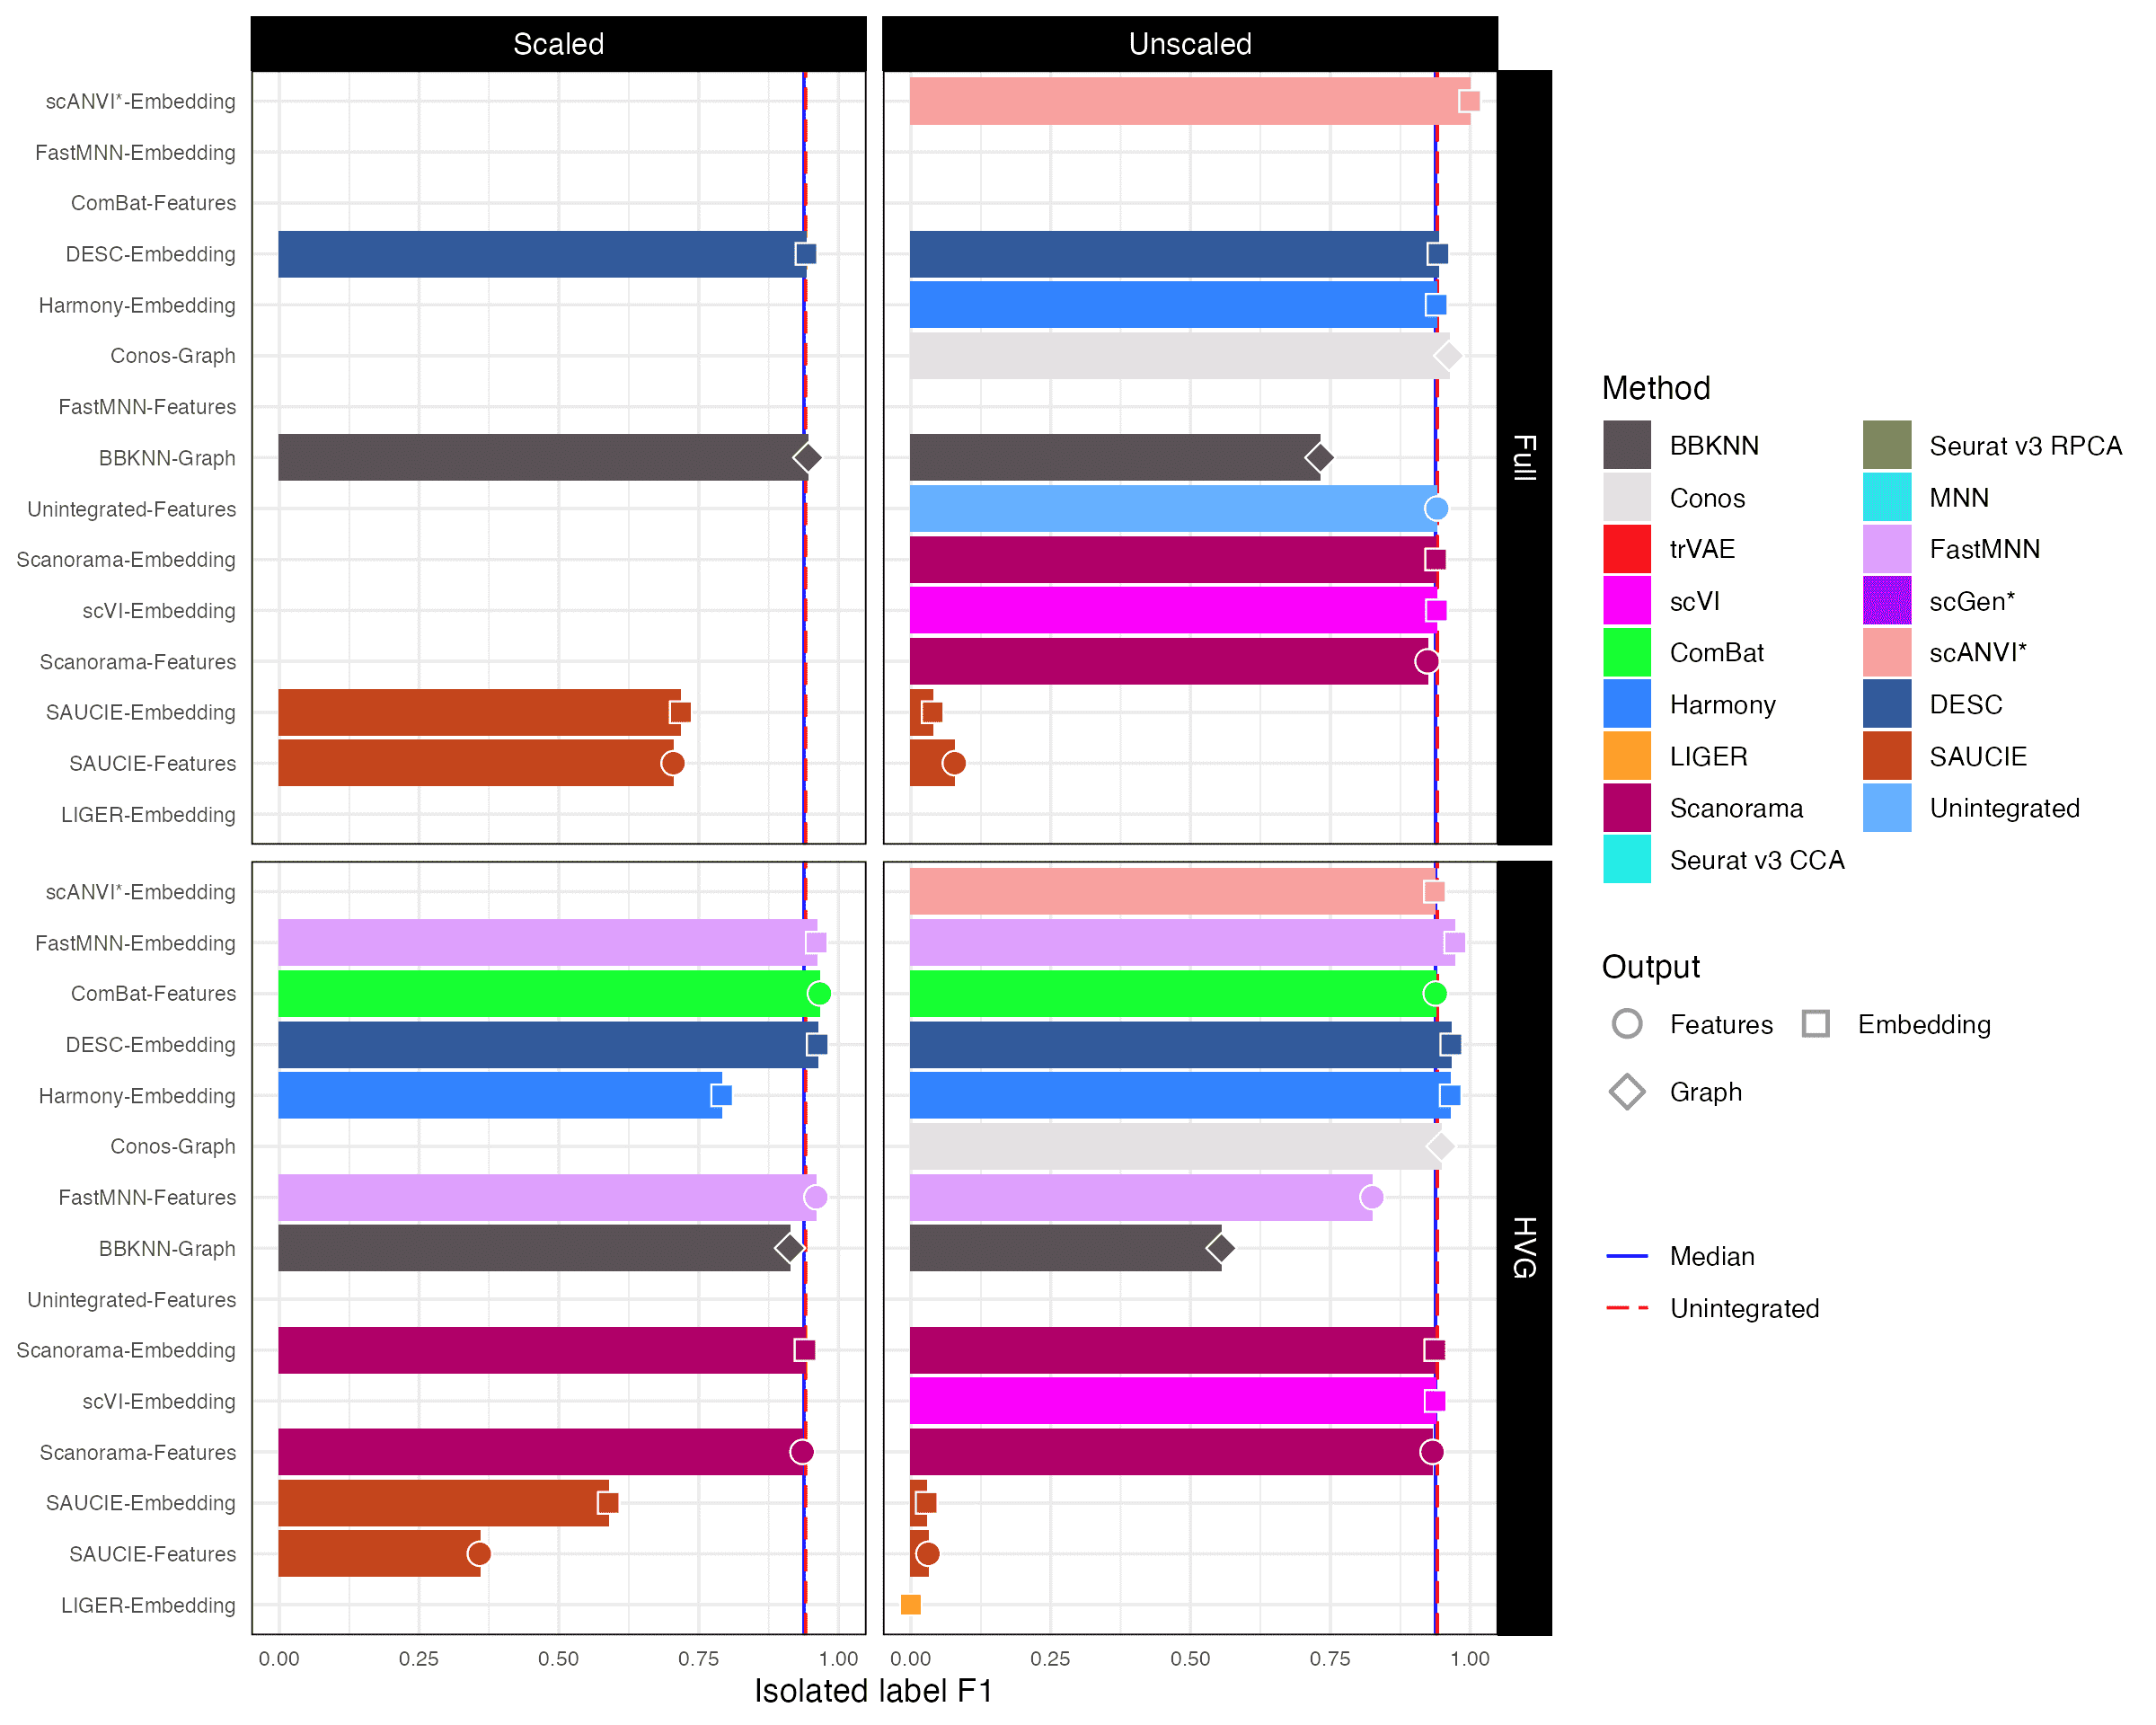 Scaled
Unscaled
scANVI*-Embedding
FastMNN-Embedding
ComBat-Features
DESC-Embedding
Harmony-Embedding
Conos-Graph
FastMNN-Features
BBKNN-Graph
Unintegrated-Features
Scanorama-Embedding
scVI-Embedding
Scanorama-Features
SAUCIE-Embedding
SAUCIE-Features
LIGER-Embedding
Full
scANVI*-Embedding
FastMNN-Embedding
ComBat-Features
DESC-Embedding
Harmony-Embedding
Conos-Graph
FastMNN-Features
BBKNN-Graph
Unintegrated-Features
Scanorama-Embedding
scVI-Embedding
Scanorama-Features
SAUCIE-Embedding
SAUCIE-Features
LIGER-Embedding
HVG
0.00 0.25 0.50 0.75 1.00
0.00 0.25 0.50 0.75 1.00
Isolated label F1
Method
BBKNN
Conos
trVAE
scVI
ComBat
Harmony
LIGER
Scanorama
Seurat v3 CCA
Seurat v3 RPCA
MNN
FastMNN
scGen*
scANVI*
DESC
SAUCIE
Unintegrated
Output
Features
Embedding
Graph
Median
Unintegrated